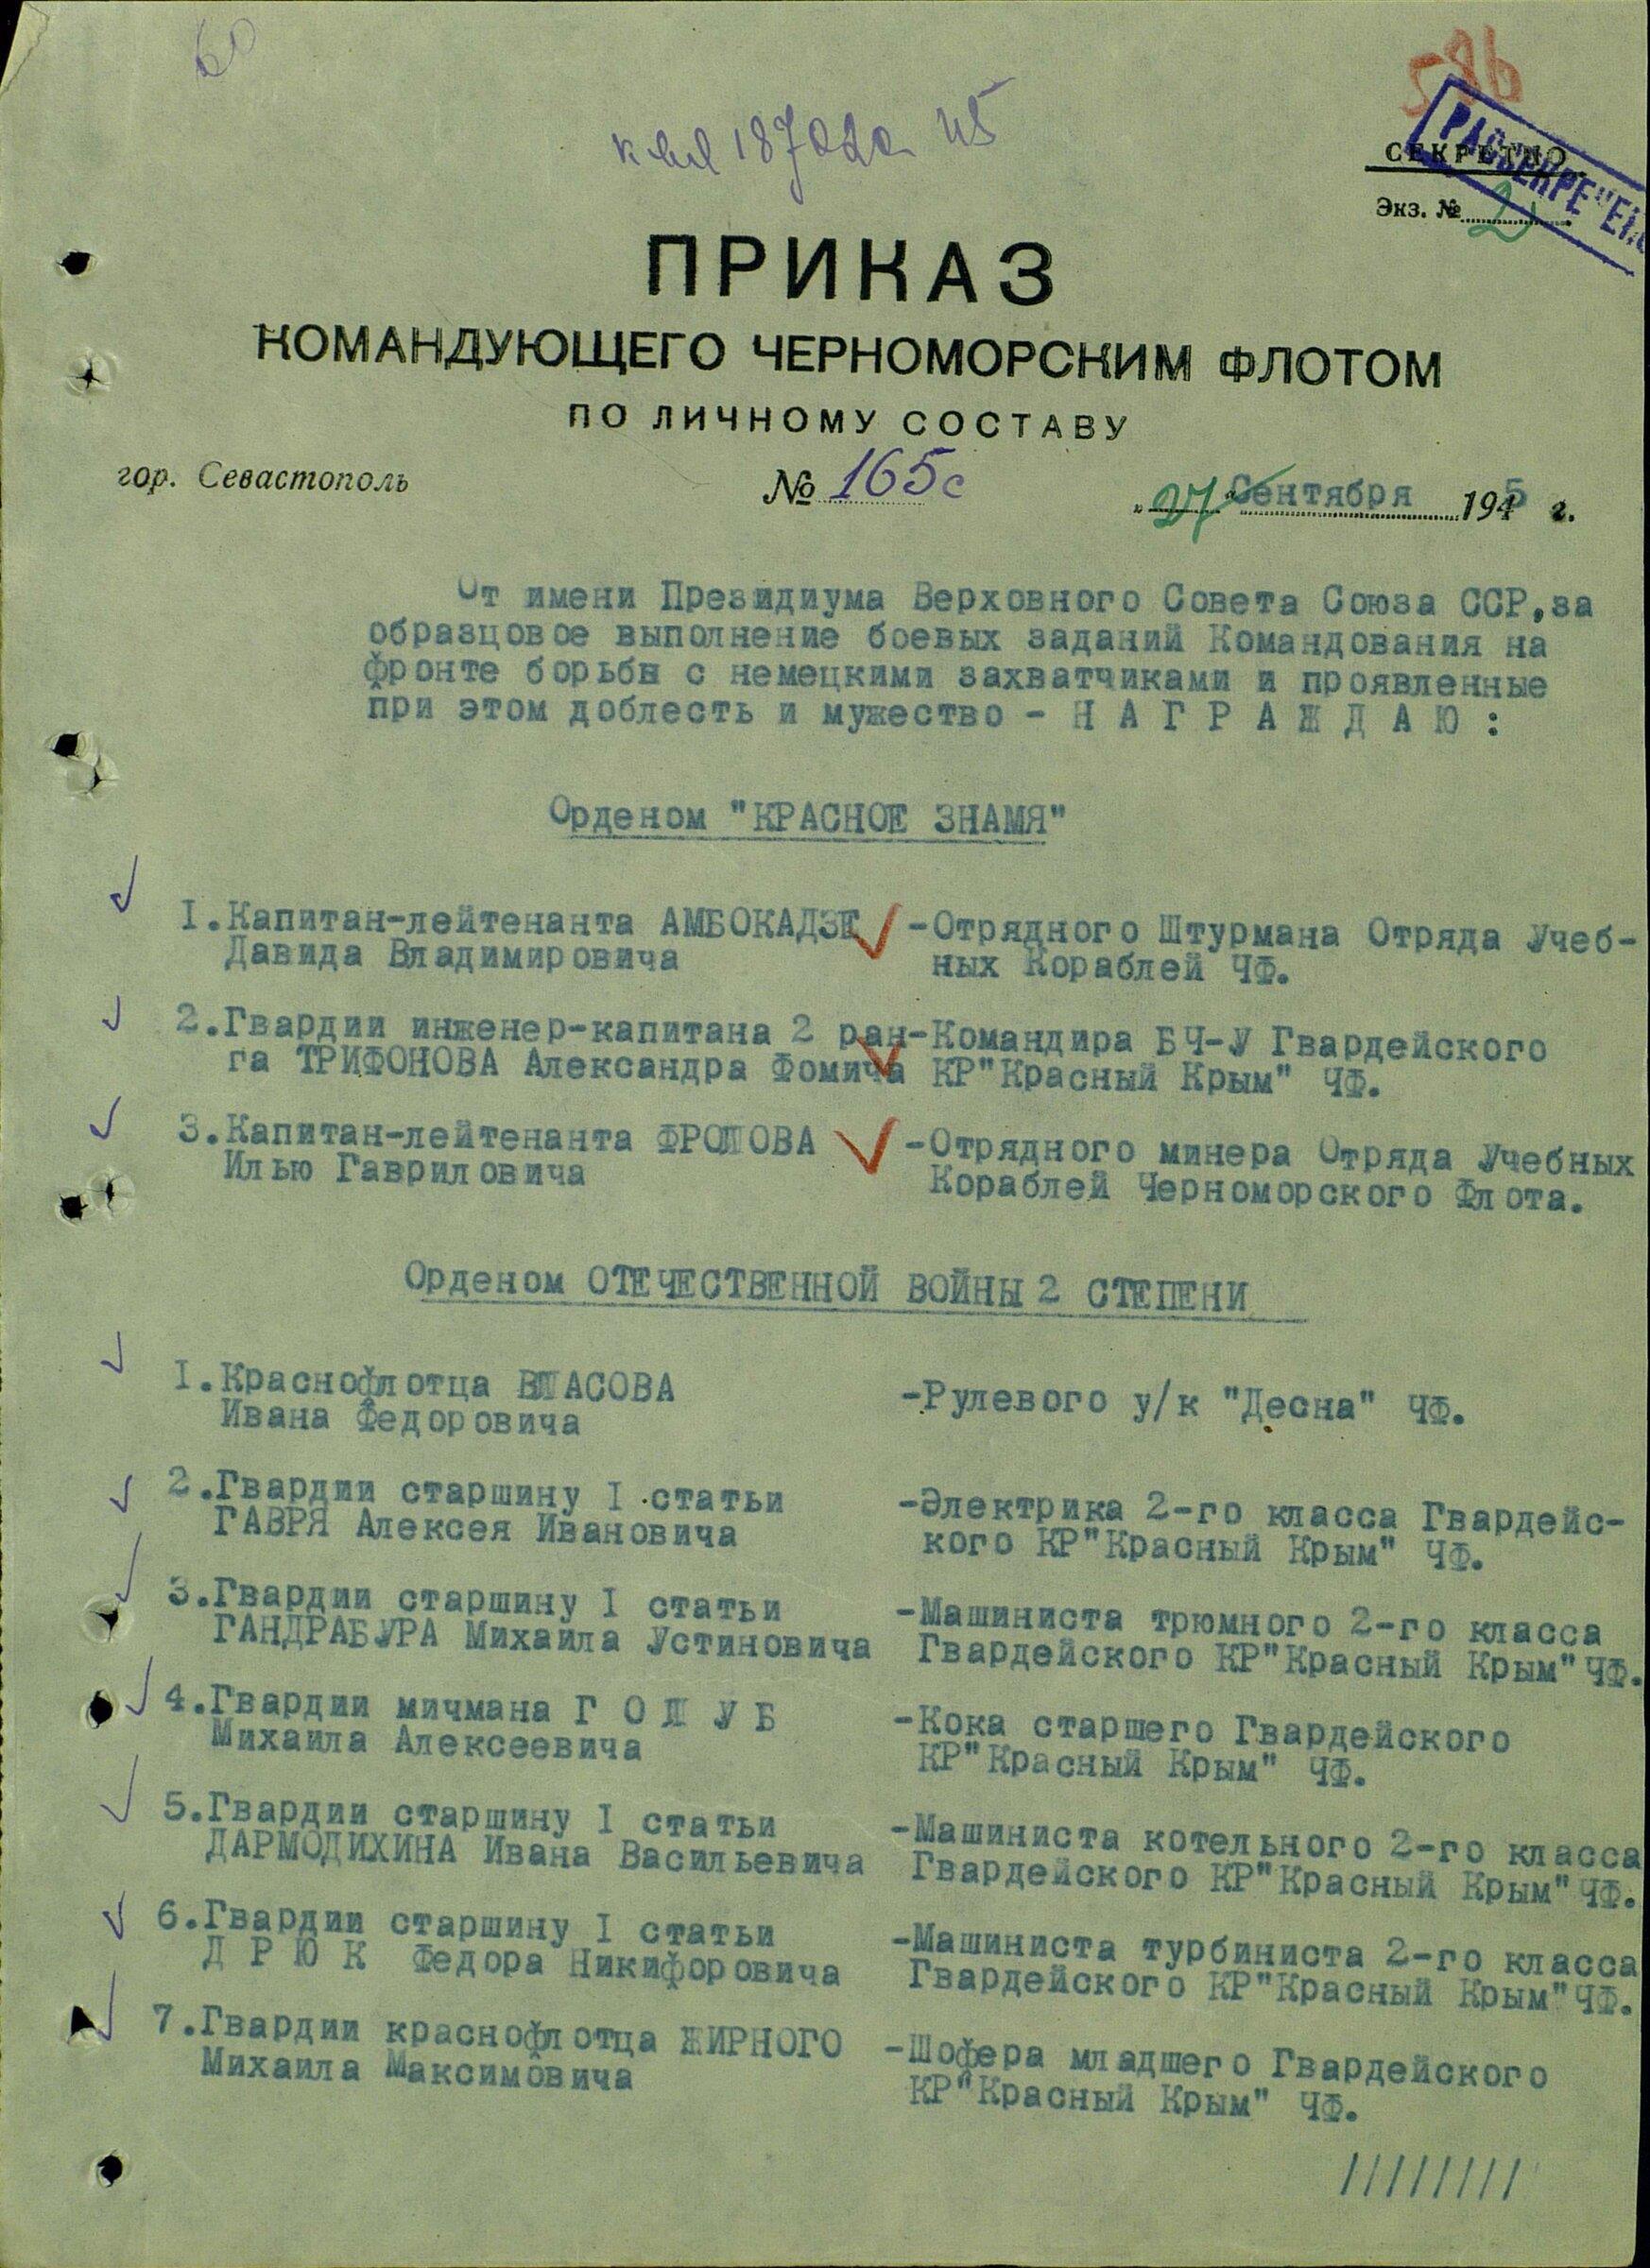 60
586
187
45
СЕКРЕТНО
РАССЕКРЕЧЕНО
Экз. № 2
ПРИКАЗ
КОМАНДУЮЩЕГО ЧЕРНОМОРСКИМ ФЛОТОМ
ПО ЛИЧНОМУ СОСТАВУ
гор. Севастополь № 165с „27" Сентября 1945 г.
От имени Президиума Верховного Совета Союза ССР, за
образцовое выполнение боевых заданий Командования на
фронте борьбы с немецкими захватчиками и проявленные
при этом доблесть и мужество - Н А Г Р А Ж Д А Ю :
Орденом "КРАСНОЕ ЗНАМЯ"
I. Капитан-лейтенанта АМБОКАДЗЕ -Отрядного Штурмана Отряда Учеб-
Давида Владимировича ных Кораблей ЧФ.
2. Гвардии инженер-капитана 2 ран- -Командира БЧ-У Гвардейского
га ТРИФОНОВА Александра Фомича КР"Красный Крым" ЧФ.
3. Капитан-лейтенанта ФРОЛОВА -Отрядного минера Отряда Учебных
Илью Гавриловича Кораблей Черноморского Флота.
Орденом ОТЕЧЕСТВЕННОЙ ВОЙНЫ 2 СТЕПЕНИ
I. Краснофлотца ВЛАСОВА -Рулевого у/к "Десна" ЧФ.
Ивана Федоровича
2. Гвардии старшину I статьи -Электрика 2-го класса Гвардейс-
ГАВРЯ Алексея Ивановича кого КР"Красный Крым" ЧФ.
3. Гвардии старшину I статьи -Машиниста трюмного 2-го класса
ГАНДРАБУРА Михаила Устиновича Гвардейского КР"Красный Крым" ЧФ.
4. Гвардии мичмана Г О Л У Б -Кока старшего Гвардейского
Михаила Алексеевича КР"Красный Крым" ЧФ.
5. Гвардии старшину I статьи -Машиниста котельного 2-го класса
ДАРМОДИХИНА Ивана Васильевича Гвардейского КР"Красный Крым" ЧФ.
6. Гвардии старшину I статьи -Машиниста турбиниста 2-го класса
Д Р Ю К Федора Никифоровича Гвардейского КР"Красный Крым" ЧФ.
7. Гвардии краснофлотца ЖИРНОГО -Шофера младшего Гвардейского
Михаила Максимовича КР"Красный Крым" ЧФ.
////////